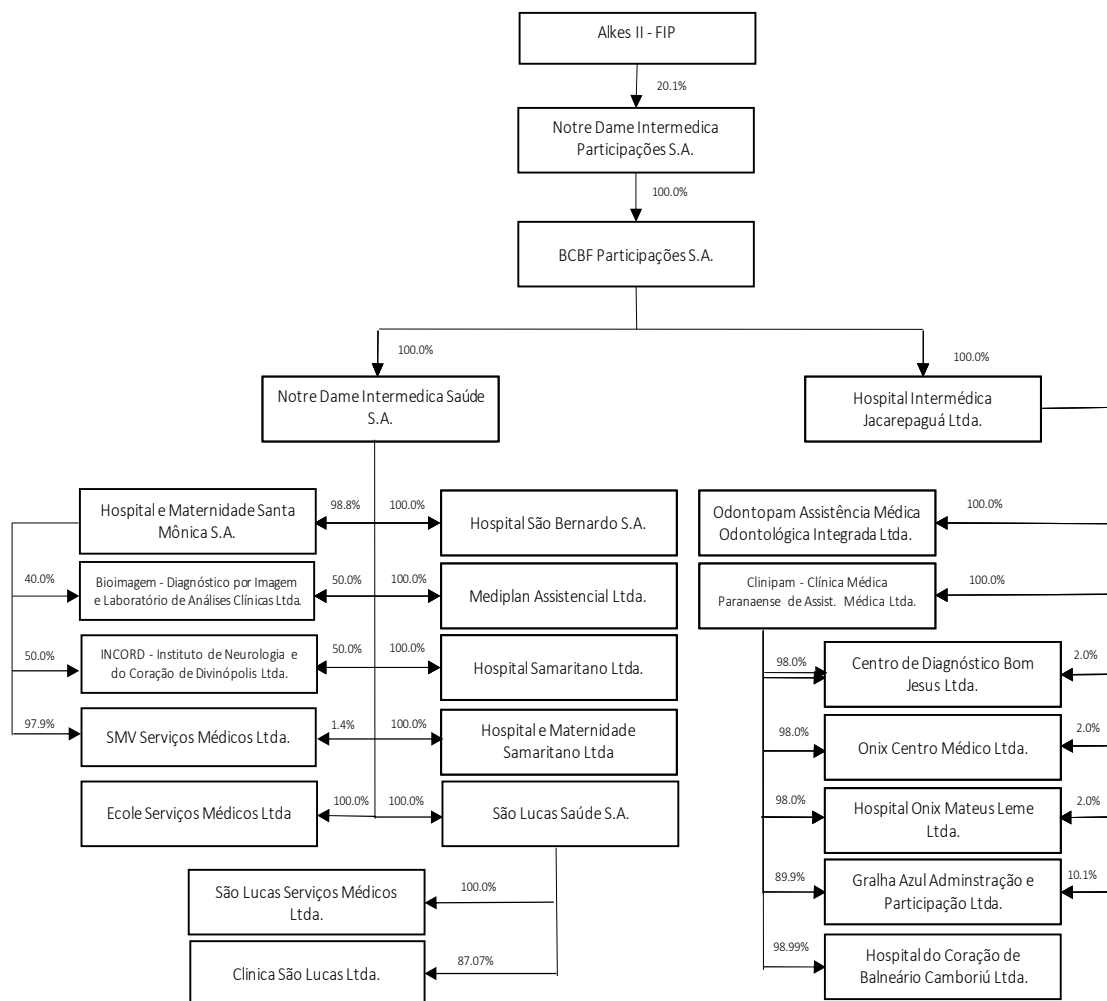 Alkes II - FIP
20.1%
Notre Dame Intermedica
Participações S.A.
100.0%
BCBF Participações S.A.
100.0%
100.0%
Notre Dame Intermedica Saúde
S.A.
Hospital Intermédica
Jacarepaguá Ltda.
Hospital e Maternidade Santa
Mônica S.A.
98.8%
100.0%
Hospital São Bernardo S.A.
Odontopam Assistência Médica
Odontológica Integrada Ltda.
100.0%
40.0%
Bioimagem - Diagnóstico por Imagem
e Laboratório de Análises Clínicas Ltda.
50.0%
100.0%
Mediplan Assistencial Ltda.
Clinipam - Clínica Médica
Paranaense de Assist. Médica Ltda.
100.0%
50.0%
INCORD - Instituto de Neurologia e
do Coração de Divinópolis Ltda.
50.0%
100.0%
Hospital Samaritano Ltda.
98.0%
Centro de Diagnóstico Bom
Jesus Ltda.
2.0%
97.9%
SMV Serviços Médicos Ltda.
1.4%
100.0%
Hospital e Maternidade
Samaritano Ltda
98.0%
Onix Centro Médico Ltda.
2.0%
Ecole Serviços Médicos Ltda
100.0%
100.0%
São Lucas Saúde S.A.
98.0%
Hospital Onix Mateus Leme
Ltda.
2.0%
São Lucas Serviços Médicos
Ltda.
100.0%
89.9%
Gralha Azul Adminstração e
Participação Ltda.
10.1%
Clinica São Lucas Ltda.
87.07%
98.99%
Hospital do Coração de
Balneário Camboriú Ltda.